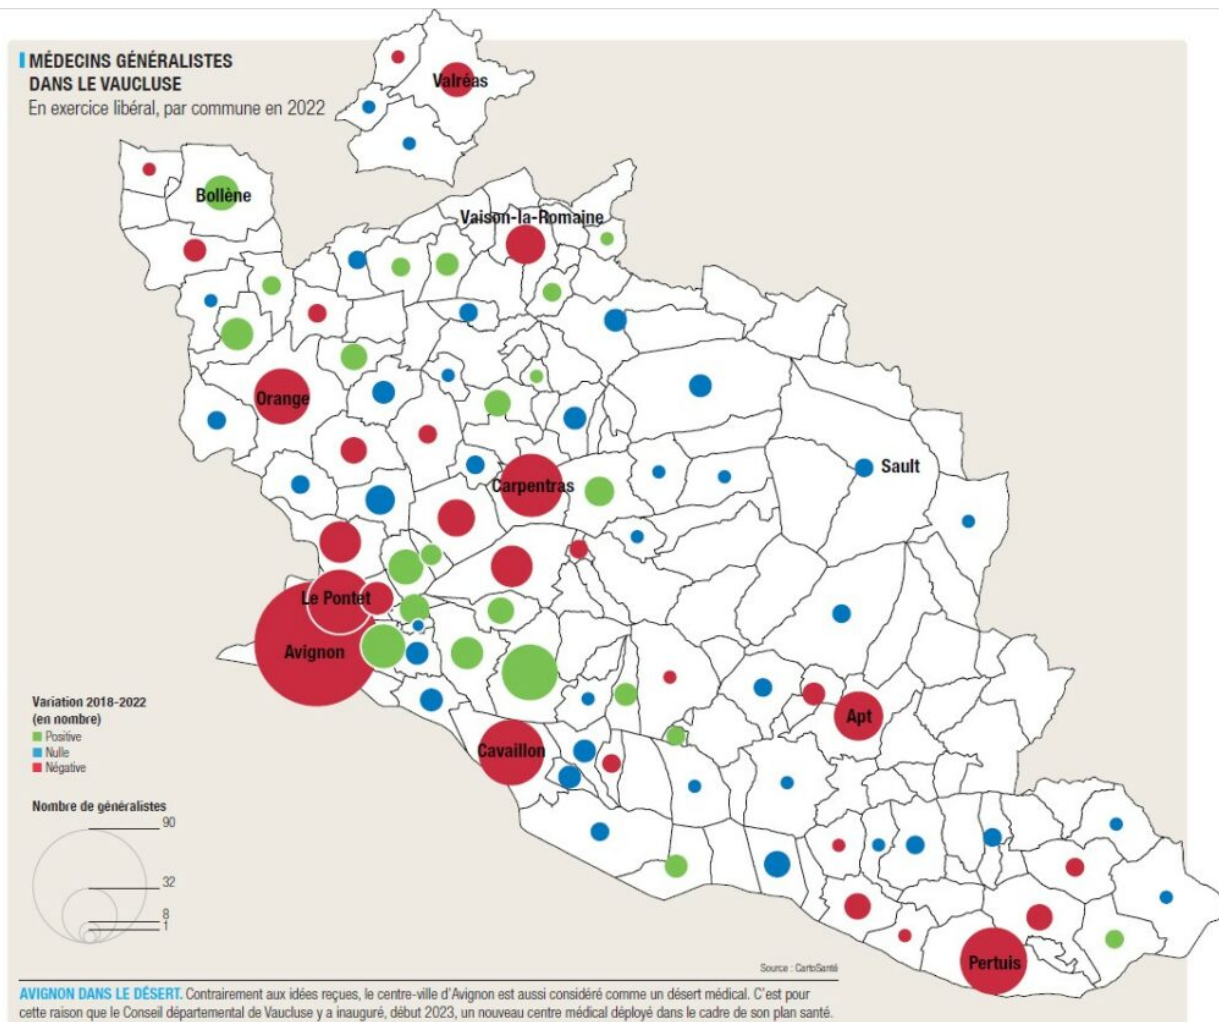 MÉDECINS GÉNÉRALISTES
DANS LE VAUCLUSE
En exercice libéral, par commune en 2022
Valréas
Bollène
Vaison-la-Romaine
Orange
Sault
Carpentras
Le Pontet
Avignon
Apt
Cavaillon
Pertuis
Variation 2018-2022
(en nombre)
Positive
Nulle
Négative
Nombre de généralistes
90
32
8
1
Source : CartoSanté
AVIGNON DANS LE DÉSERT. Contrairement aux idées reçues, le centre-ville d'Avignon est aussi considéré comme un désert médical. C'est pour
cette raison que le Conseil départemental de Vaucluse y a inauguré, début 2023, un nouveau centre médical déployé dans le cadre de son plan santé.